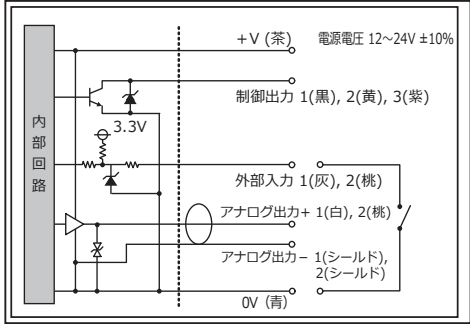 +V (茶)　電源電圧 12～24V ±10%
制御出力 1(黒), 2(黄), 3(紫)
3.3V
内部回路
外部入力 1(灰), 2(桃)
アナログ出力+ 1(白), 2(桃)
アナログ出力− 1(シールド),
2(シールド)
0V (青)